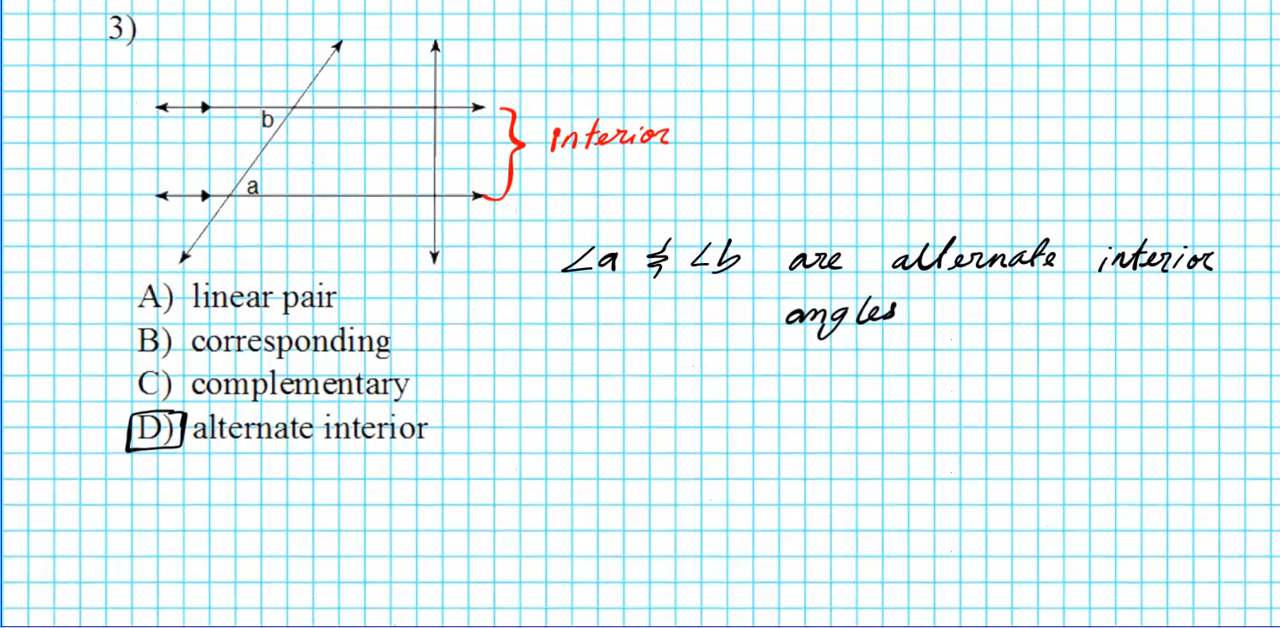 3)
b
a
interior
∠a & ∠b are alternate interior
angles
A) linear pair
B) corresponding
C) complementary
D) alternate interior